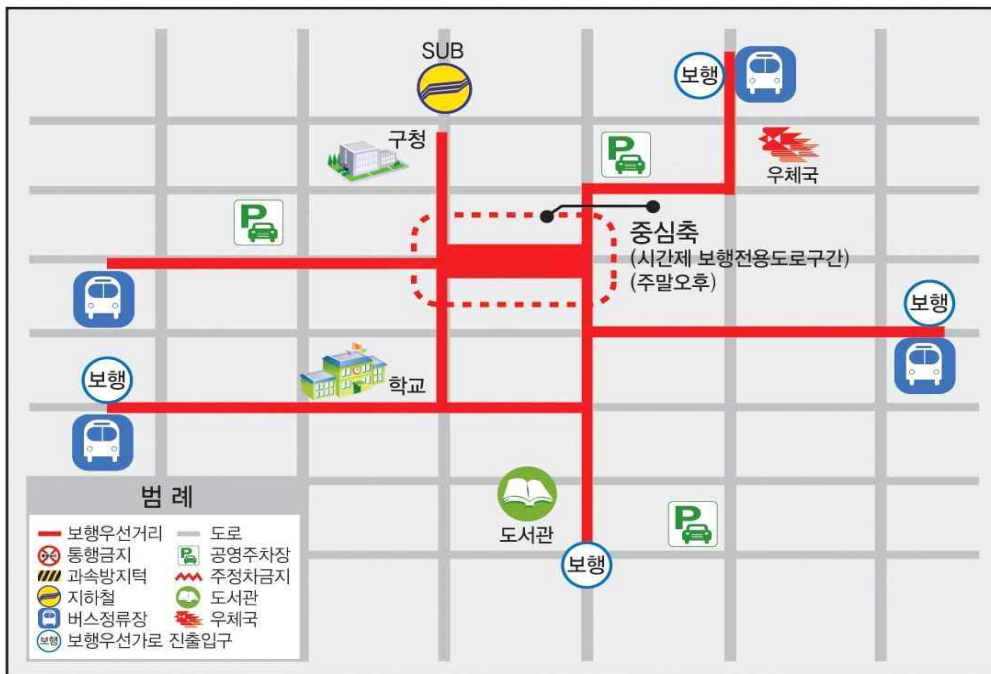 SUB
보행
구청
P
우체국
P
중심축
(시간제 보행전용도로구간)
(주말오후)
보행
보행
학교
도서관
P
보행
범 례
보행우선거리 도로
통행금지 P 공영주차장
과속방지턱 주정차금지
지하철 도서관
버스정류장 우체국
보행 보행우선가로 진출입구